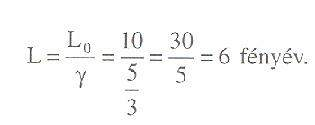 L = L₀/γ = 10/(5/3) = 30/5 = 6 fényév.